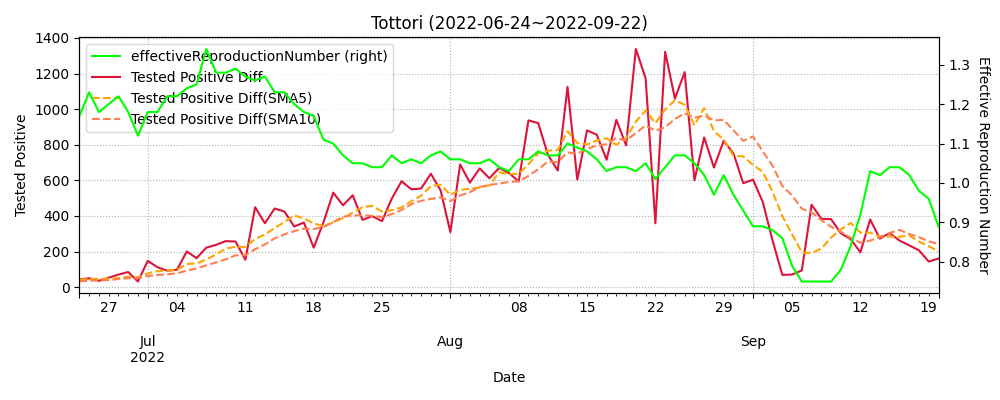 Tottori (2022-06-24~2022-09-22)
effectiveReproductionNumber (right)
Tested Positive Diff
Tested Positive Diff(SMA5)
Tested Positive Diff(SMA10)
Tested Positive
1400
1200
1000
800
600
400
200
0
1.3
1.2
1.1
1.0
0.9
0.8
Effective Reproduction Number
27 04 11 18 25 08 15 22 29 05 12 19
Jul Aug Sep
2022
Date